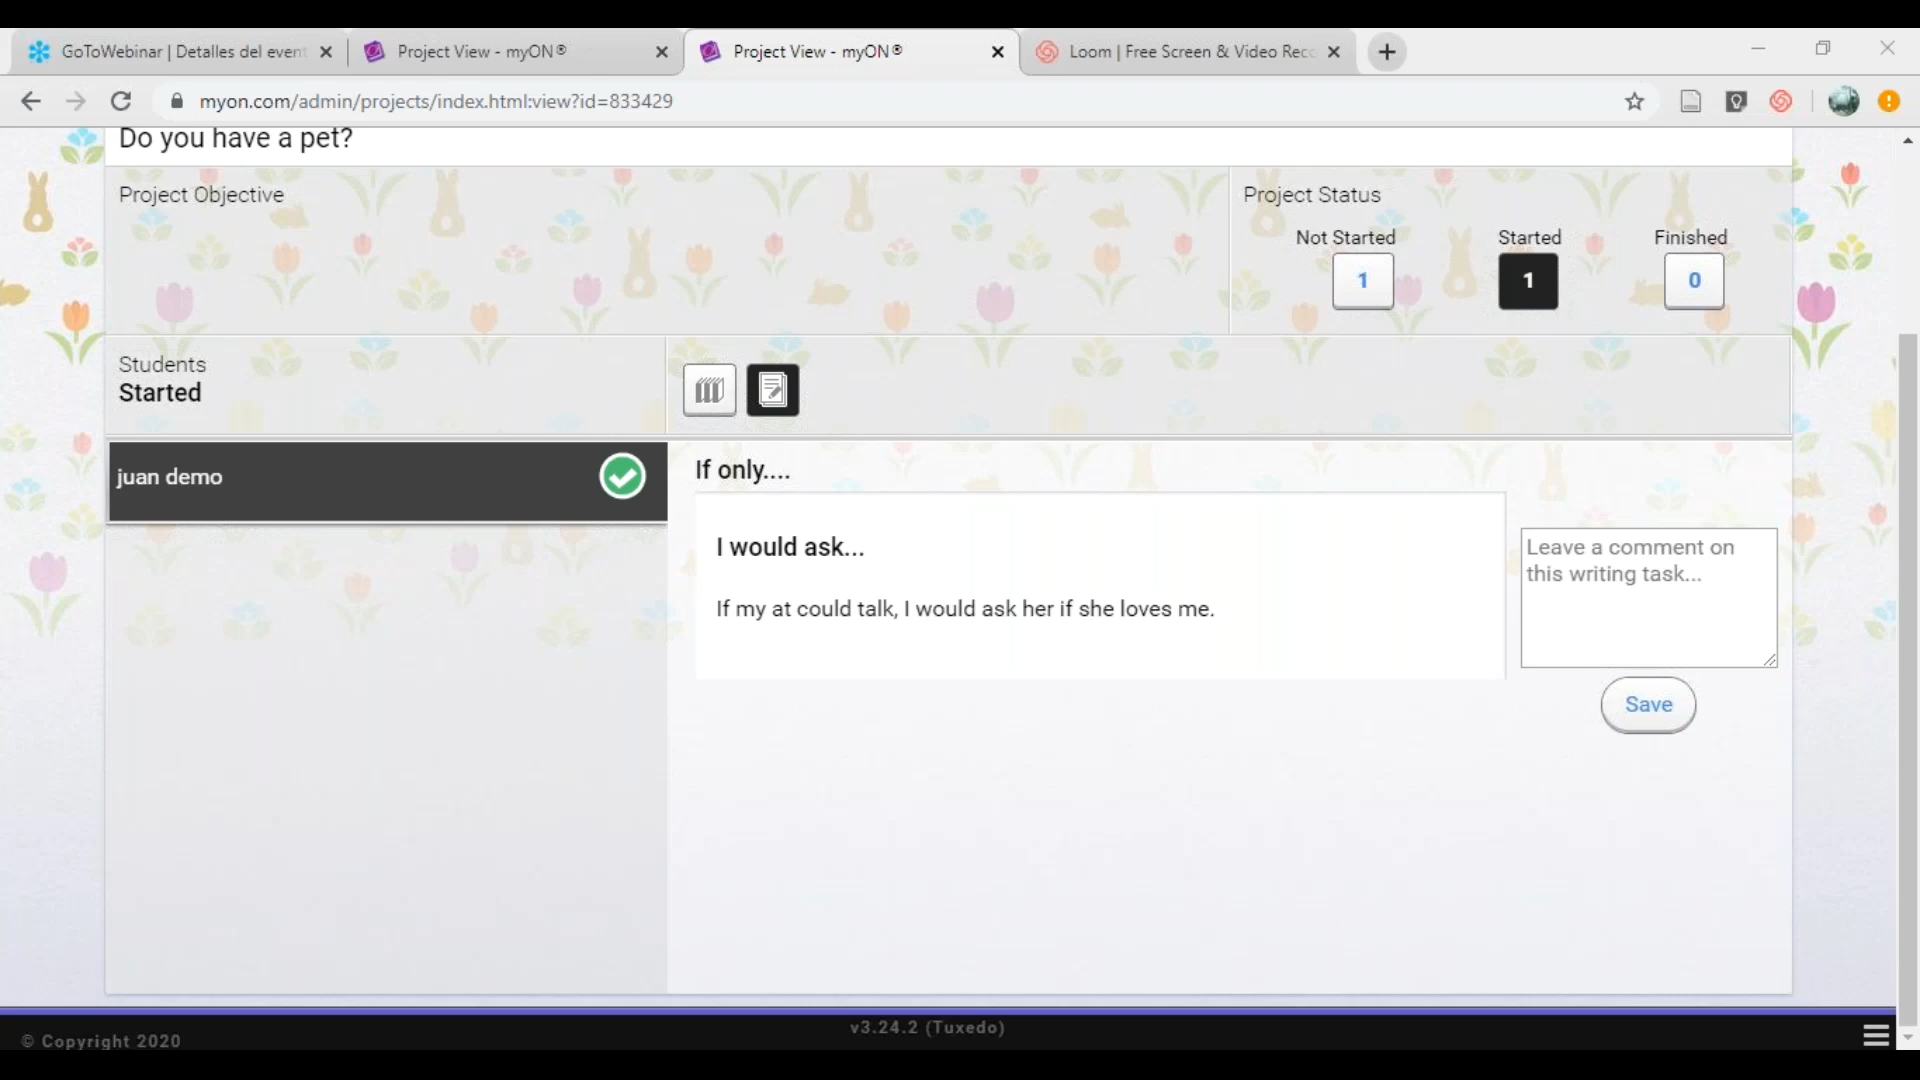 GoToWebinar | Detalles del event
Project View - myON®
Project View - myON®
Loom | Free Screen & Video Reco
myon.com/admin/projects/index.html:view?id=833429
Do you have a pet?
Project Objective
Project Status
Not Started
Started
Finished
1
1
0
Students
Started
juan demo
If only....
I would ask...
If my at could talk, I would ask her if she loves me.
Leave a comment on
this writing task...
Save
© Copyright 2020
v3.24.2 (Tuxedo)